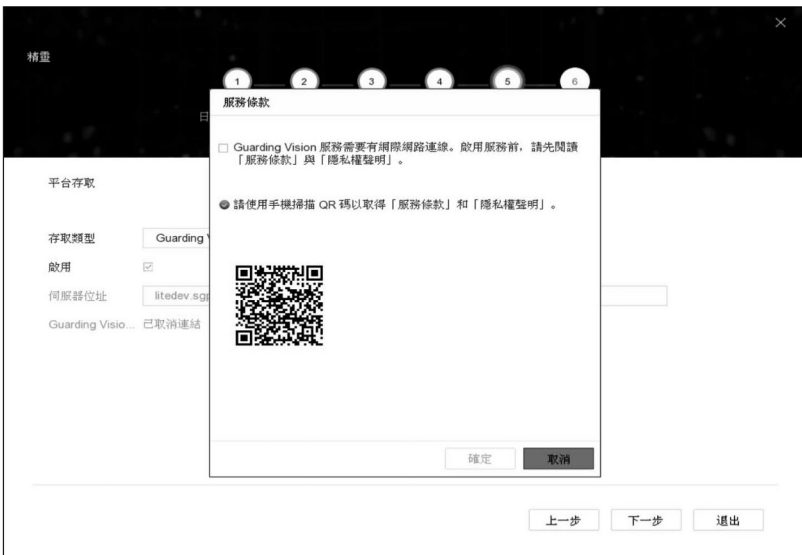 精靈
1 2 3 4 5 6
日
服務條款
Guarding Vision 服務需要有網際網路連線。啟用服務前，請先閱讀
「服務條款」與「隱私權聲明」。
請使用手機掃描 QR 碼以取得「服務條款」和「隱私權聲明」。
平台存取
存取類型 Guarding V
啟用
伺服器位址 litedev.sgp
Guarding Visio... 已取消連結
確定 取消
上一步 下一步 退出